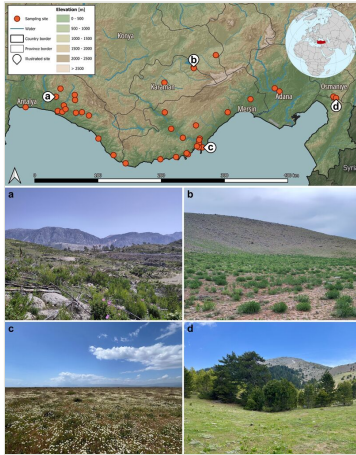 Sampling site
Water
Country border
Province border
Illustrated site
Elevation [m]
0 - 500
500 - 1000
1000 - 1500
1500 - 2000
2000 - 2500
> 2500
Konya
b
Karaman
a
Antalya
Adana
Osmaniye
d
Mersin
c
Syria
a
b
c
d